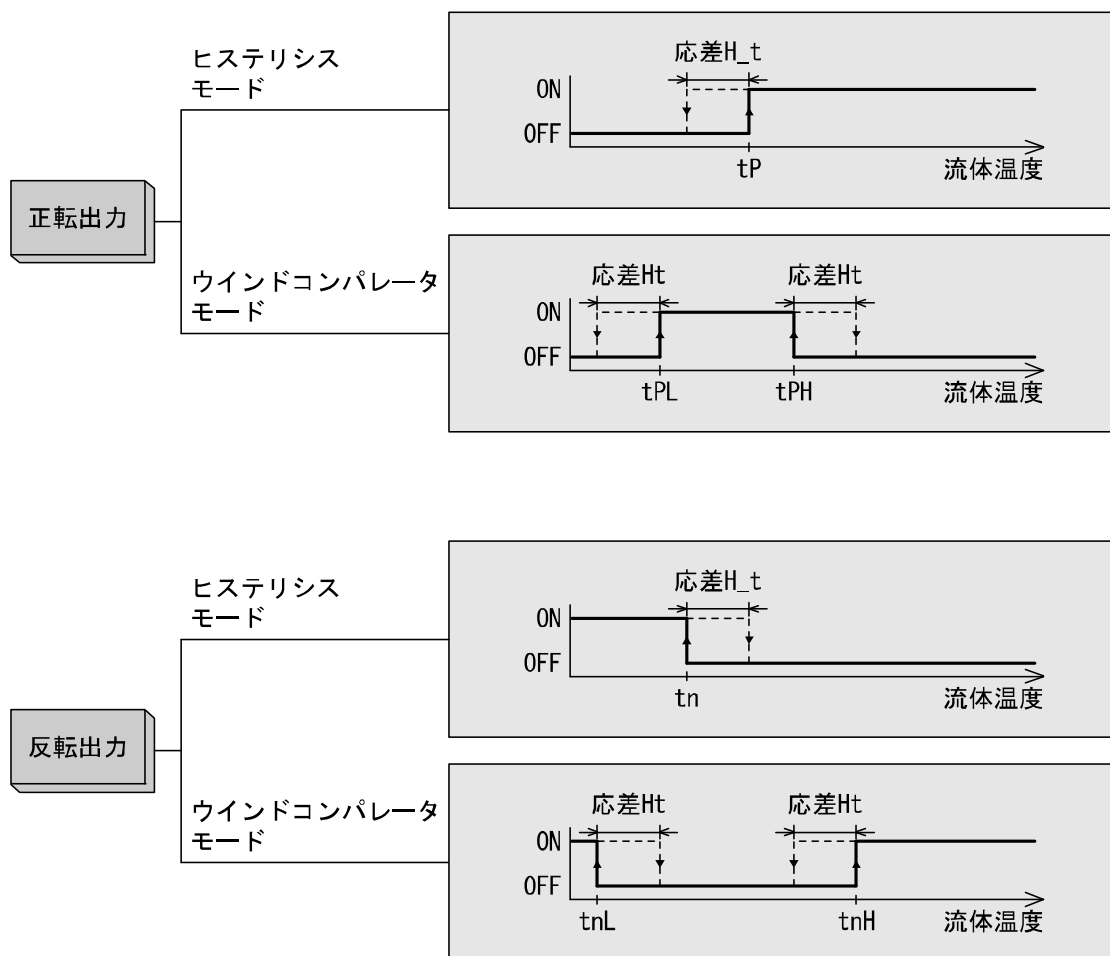 正転出力
ヒステリシス
モード
応差H_t
ON
OFF
tP
流体温度
ウインドコンパレータ
モード
応差Ht 応差Ht
ON
OFF
tPL tPH
流体温度
反転出力
ヒステリシス
モード
応差H_t
ON
OFF
tn
流体温度
ウインドコンパレータ
モード
応差Ht 応差Ht
ON
OFF
tnL tnH
流体温度